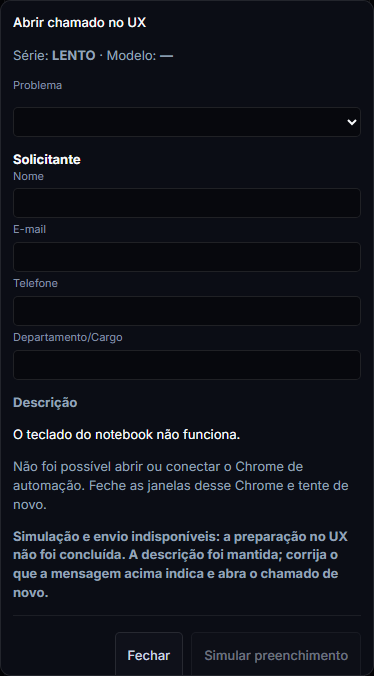 Abrir chamado no UX
Série: LENTO · Modelo: —
Problema
Solicitante
Nome
E-mail
Telefone
Departamento/Cargo
Descrição
O teclado do notebook não funciona.
Não foi possível abrir ou conectar o Chrome de
automação. Feche as janelas desse Chrome e tente de
novo.
Simulação e envio indisponíveis: a preparação no UX
não foi concluída. A descrição foi mantida; corrija o
que a mensagem acima indica e abra o chamado de
novo.
Fechar
Simular preenchimento